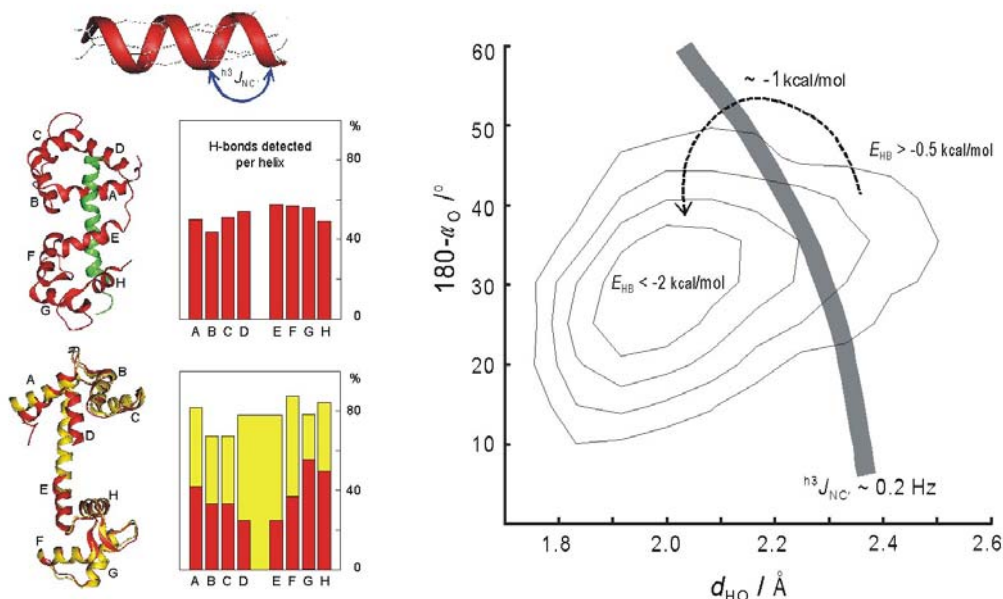 h3JNC'
C
D
B
A
E
F
H
G
%
H-bonds detected
per helix
80
40
0
A B C D E F G H
A
B
C
D
E
H
F
G
%
80
40
0
A B C D E F G H
180-αO/°
60
50
40
30
20
10
~ -1 kcal/mol
EHB > -0.5 kcal/mol
EHB < -2 kcal/mol
h3JNC' ~ 0.2 Hz
1.8 2.0 2.2 2.4 2.6
dHO / Å